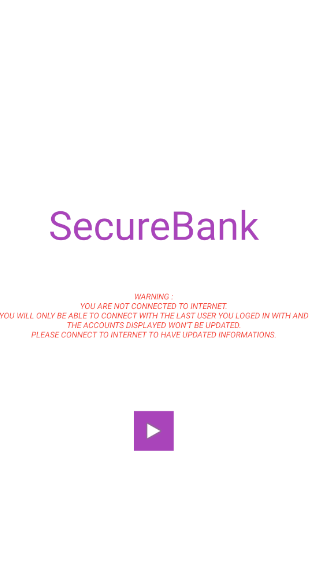 SecureBank
WARNING :
YOU ARE NOT CONNECTED TO INTERNET.
YOU WILL ONLY BE ABLE TO CONNECT WITH THE LAST USER YOU LOGED IN WITH AND
THE ACCOUNTS DISPLAYED WON'T BE UPDATED.
PLEASE CONNECT TO INTERNET TO HAVE UPDATED INFORMATIONS.